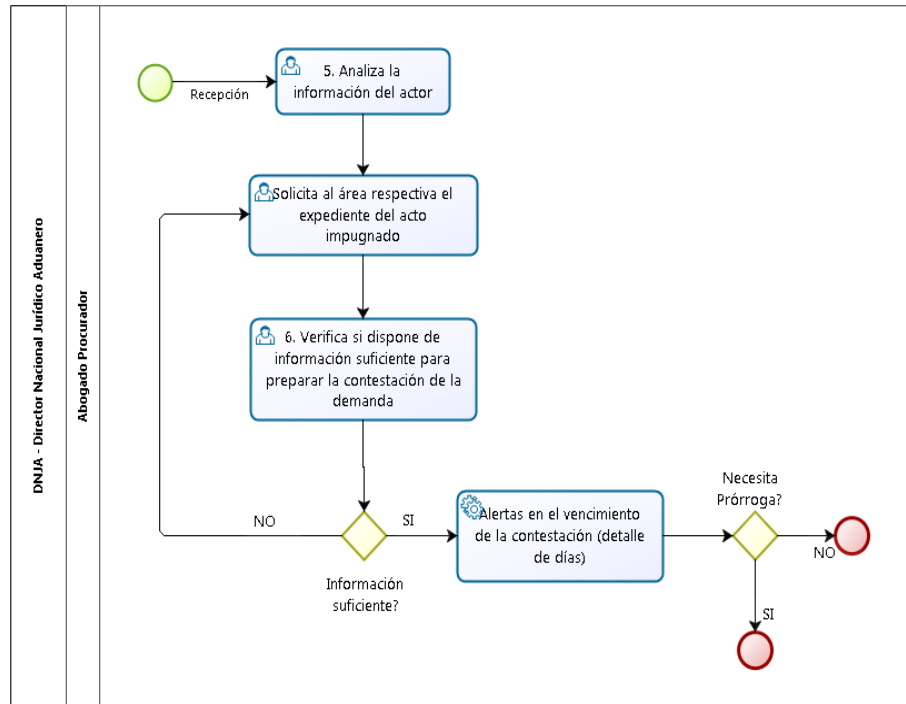 DNJA - Director Nacional Jurídico Aduanero
Abogado Procurador
Recepción
5. Analiza la
información del actor
Solicita al área respectiva el
expediente del acto
impugnado
6. Verifica si dispone de
información suficiente para
preparar la contestación de la
demanda
NO
SI
Información
suficiente?
Alertas en el vencimiento
de la contestación (detalle
de días)
Necesita
Prórroga?
NO
SI